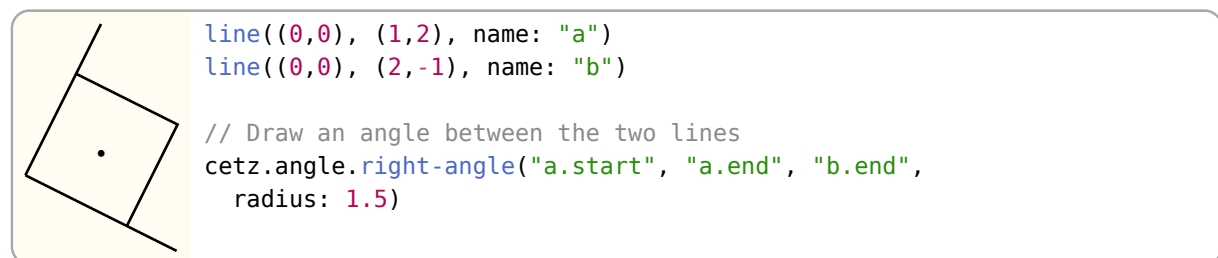 line((0,0), (1,2), name: "a")
line((0,0), (2,-1), name: "b")

// Draw an angle between the two lines
cetz.angle.right-angle("a.start", "a.end", "b.end",
  radius: 1.5)